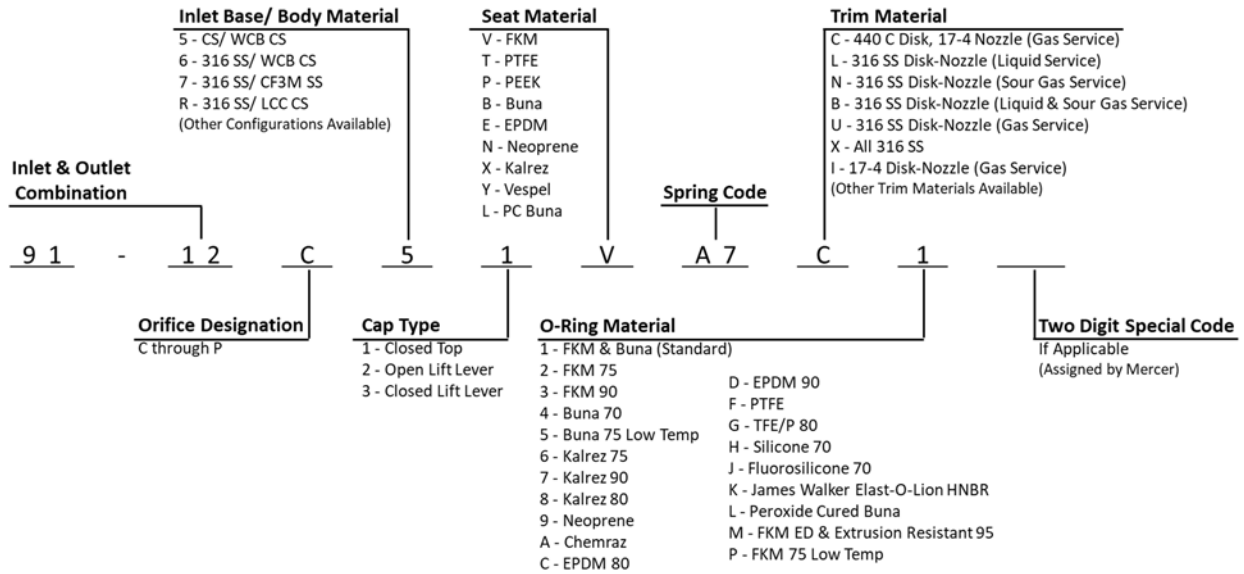 Inlet Base/ Body Material
5 - CS/ WCB CS
6 - 316 SS/ WCB CS
7 - 316 SS/ CF3M SS
R - 316 SS/ LCC CS
(Other Configurations Available)
Seat Material
V - FKM
T - PTFE
P - PEEK
B - Buna
E - EPDM
N - Neoprene
X - Kalrez
Y - Vespel
L - PC Buna
Trim Material
C - 440 C Disk, 17-4 Nozzle (Gas Service)
L - 316 SS Disk-Nozzle (Liquid Service)
N - 316 SS Disk-Nozzle (Sour Gas Service)
B - 316 SS Disk-Nozzle (Liquid & Sour Gas Service)
U - 316 SS Disk-Nozzle (Gas Service)
X - All 316 SS
I - 17-4 Disk-Nozzle (Gas Service)
(Other Trim Materials Available)
Inlet & Outlet
Combination
Spring Code
9 1 - 1 2 C 5 1 V A 7 C 1
Orifice Designation
C through P
Cap Type
1 - Closed Top
2 - Open Lift Lever
3 - Closed Lift Lever
O-Ring Material
1 - FKM & Buna (Standard)
2 - FKM 75
3 - FKM 90
4 - Buna 70
5 - Buna 75 Low Temp
6 - Kalrez 75
7 - Kalrez 90
8 - Kalrez 80
9 - Neoprene
A - Chemraz
C - EPDM 80
D - EPDM 90
F - PTFE
G - TFE/P 80
H - Silicone 70
J - Fluorosilicone 70
K - James Walker Elast-O-Lion HNBR
L - Peroxide Cured Buna
M - FKM ED & Extrusion Resistant 95
P - FKM 75 Low Temp
Two Digit Special Code
If Applicable
(Assigned by Mercer)